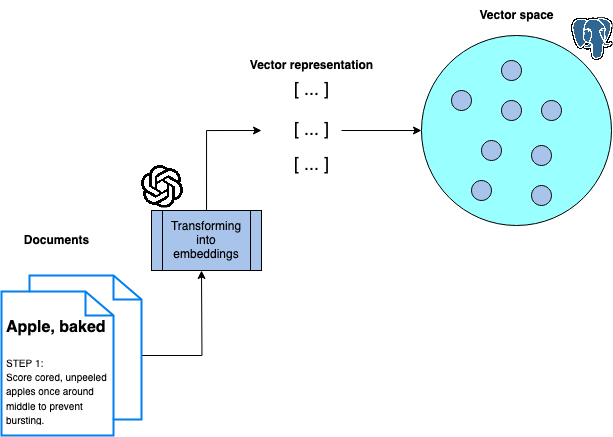 Vector space
Vector representation
[ ... ]
[ ... ]
[ ... ]
Transforming
into
embeddings
Documents
Apple, baked
STEP 1:
Score cored, unpeeled
apples once around
middle to prevent
bursting.